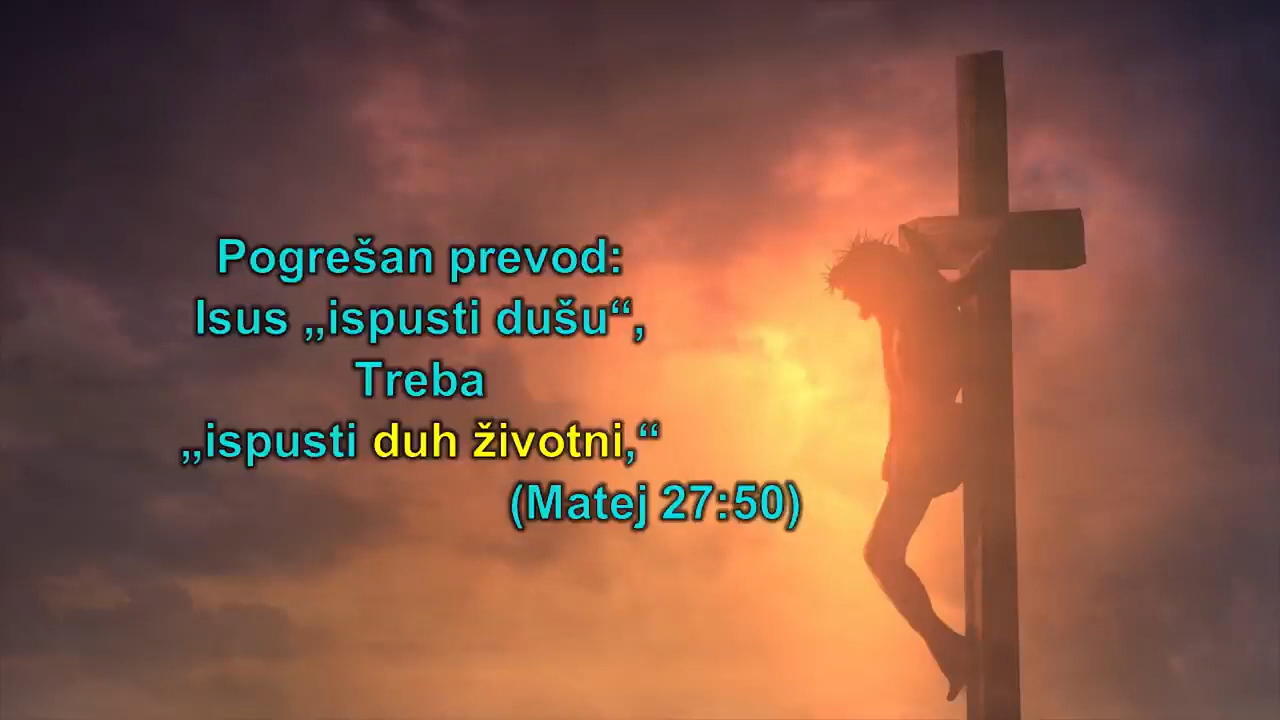 Pogrešan prevod:
Isus „ispusti dušu“,
Treba
„ispusti duh životni,“
(Matej 27:50)